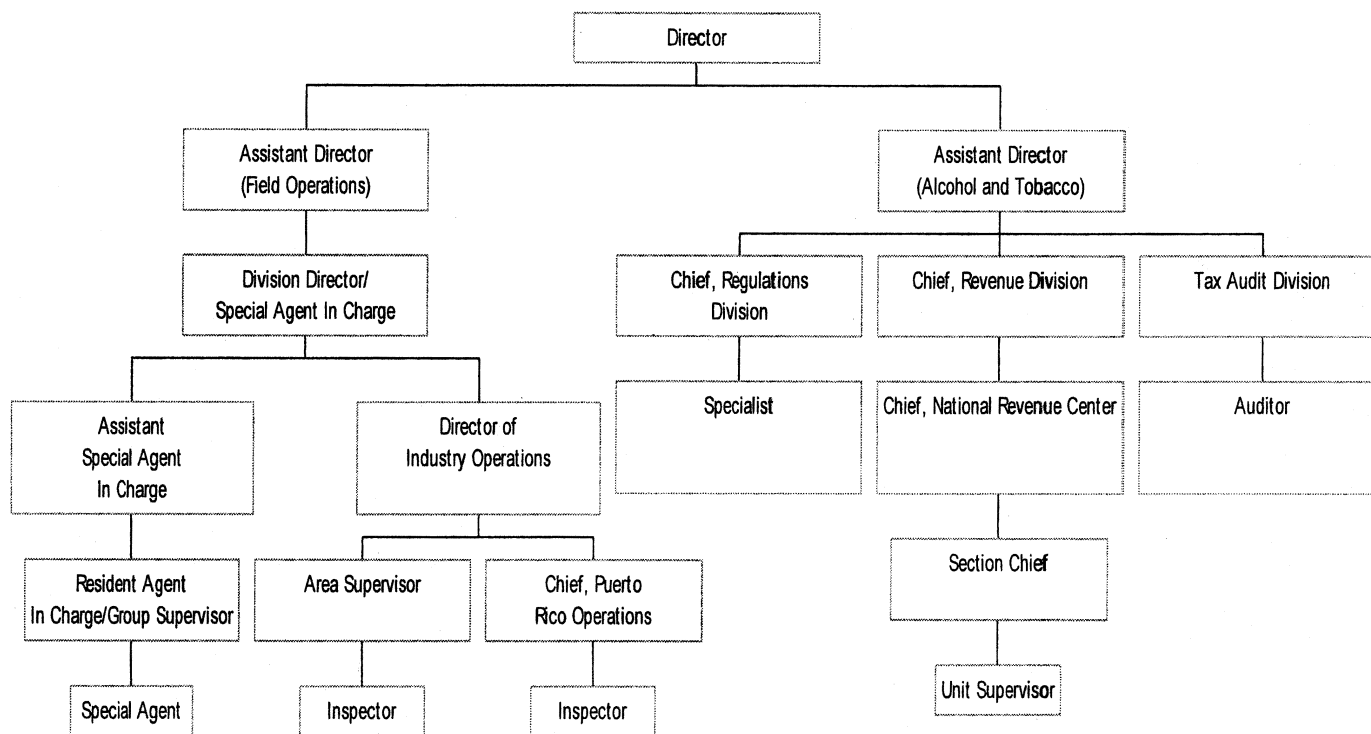 Director
Assistant Director
(Field Operations)
Assistant Director
(Alcohol and Tobacco)
Division Director/
Special Agent In Charge
Chief, Regulations
Division
Chief, Revenue Division
Tax Audit Division
Assistant
Special Agent
In Charge
Director of
Industry Operations
Specialist
Chief, National Revenue Center
Auditor
Resident Agent
In Charge/Group Supervisor
Area Supervisor
Chief, Puerto
Rico Operations
Section Chief
Special Agent
Inspector
Inspector
Unit Supervisor